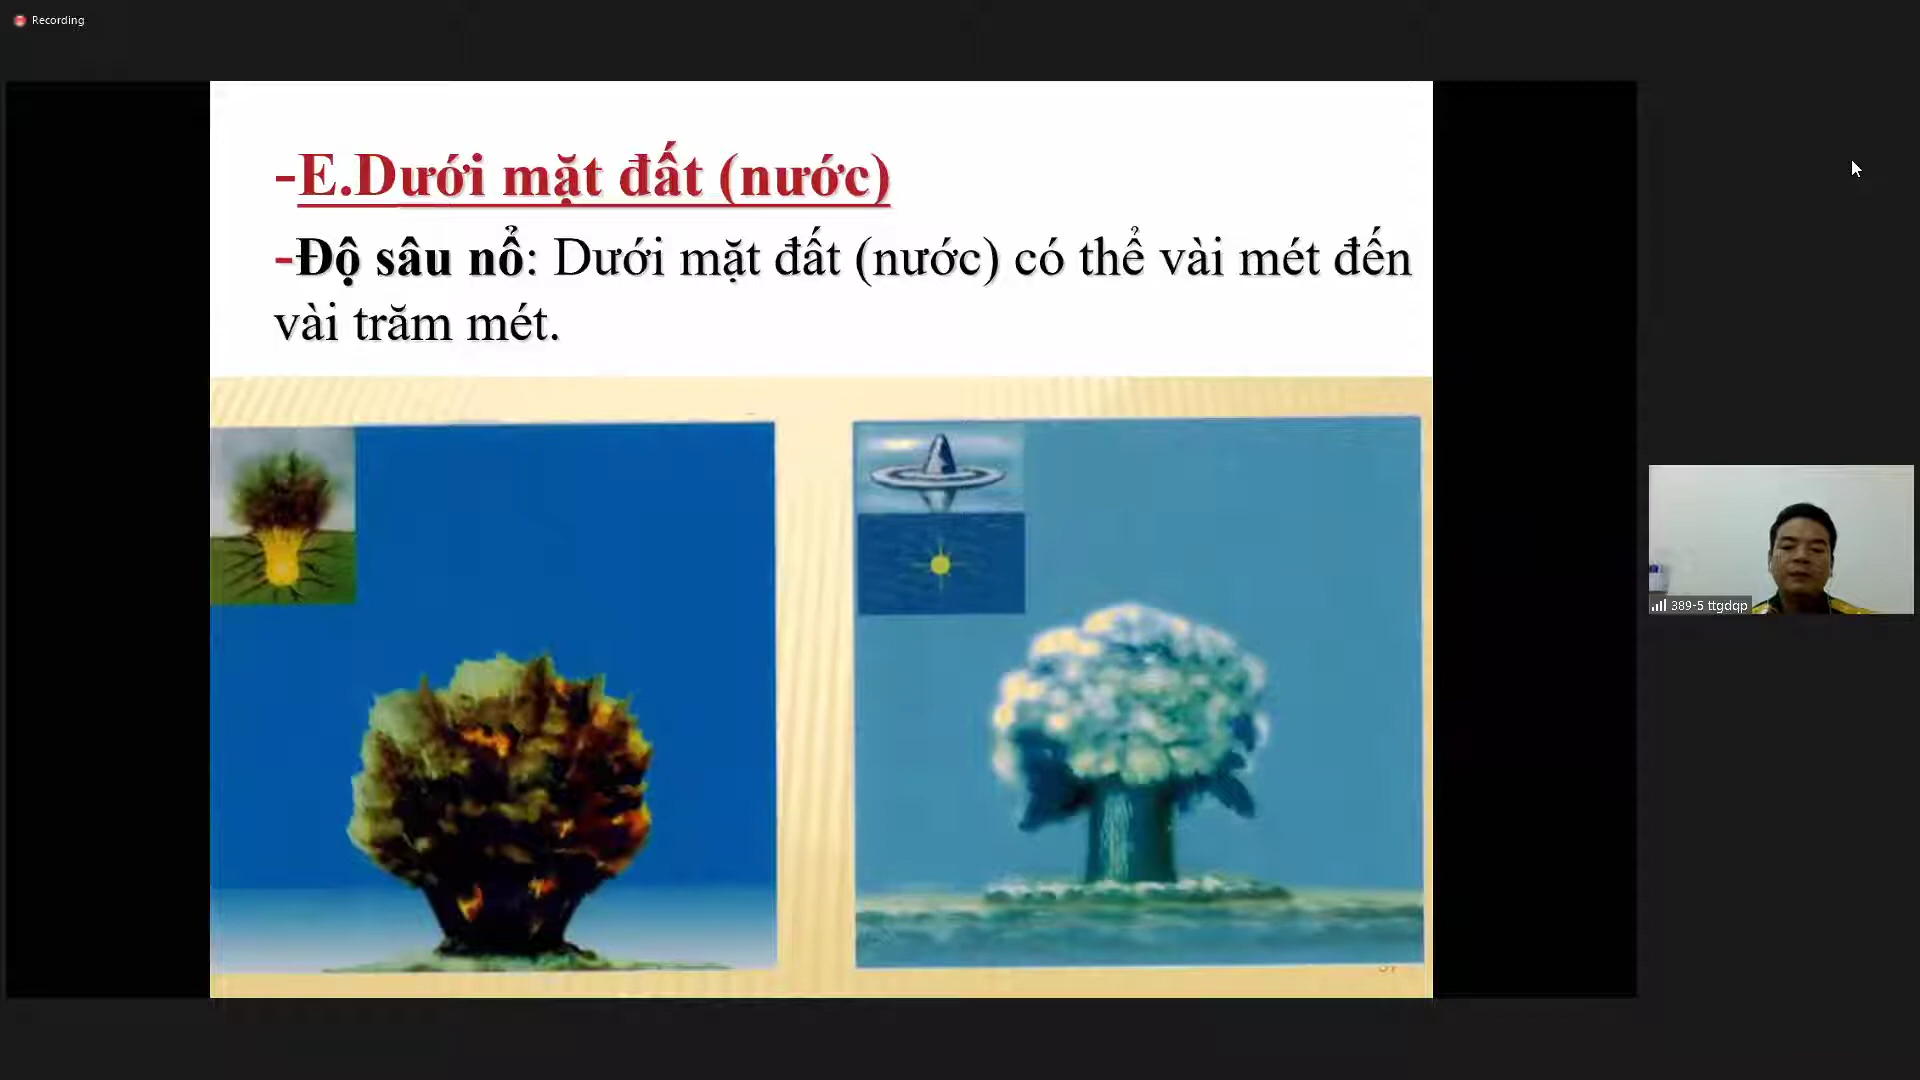 Recording
-E.Dưới mặt đất (nước)
-Độ sâu nổ: Dưới mặt đất (nước) có thể vài mét đến
vài trăm mét.
389-5 ttgdqp